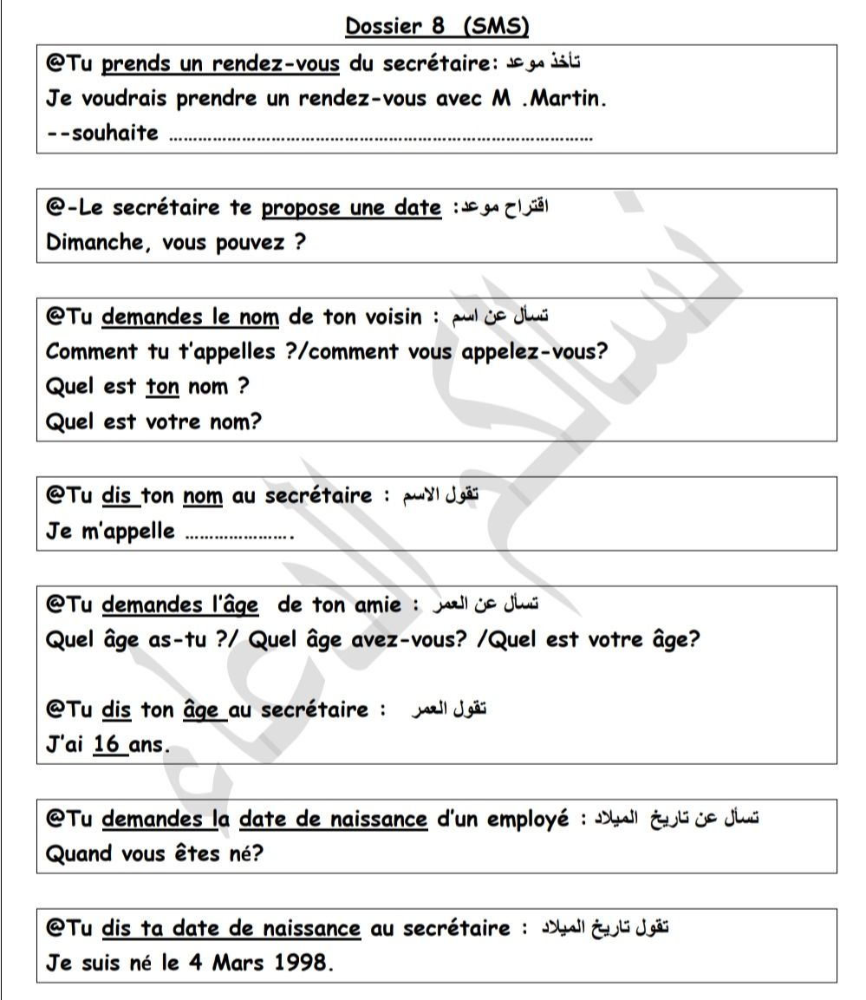 Dossier 8 (SMS)
@Tu prends un rendez-vous du secrétaire: تأخذ موعد
Je voudrais prendre un rendez-vous avec M .Martin.
--souhaite ...................................................................................
@-Le secrétaire te propose une date :اقتراح موعد
Dimanche, vous pouvez ?
@Tu demandes le nom de ton voisin : تسأل عن اسم
Comment tu t'appelles ?/comment vous appelez-vous?
Quel est ton nom ?
Quel est votre nom?
@Tu dis ton nom au secrétaire : تقول الاسم
Je m'appelle ......................
@Tu demandes l'âge de ton amie : تسأل عن العمر
Quel âge as-tu ?/ Quel âge avez-vous? /Quel est votre âge?
@Tu dis ton âge au secrétaire : تقول العمر
J'ai 16 ans.
@Tu demandes la date de naissance d'un employé : تسأل عن تاريخ الميلاد
Quand vous êtes né?
@Tu dis ta date de naissance au secrétaire : تقول تاريخ الميلاد
Je suis né le 4 Mars 1998.
نسألكم الدعاء